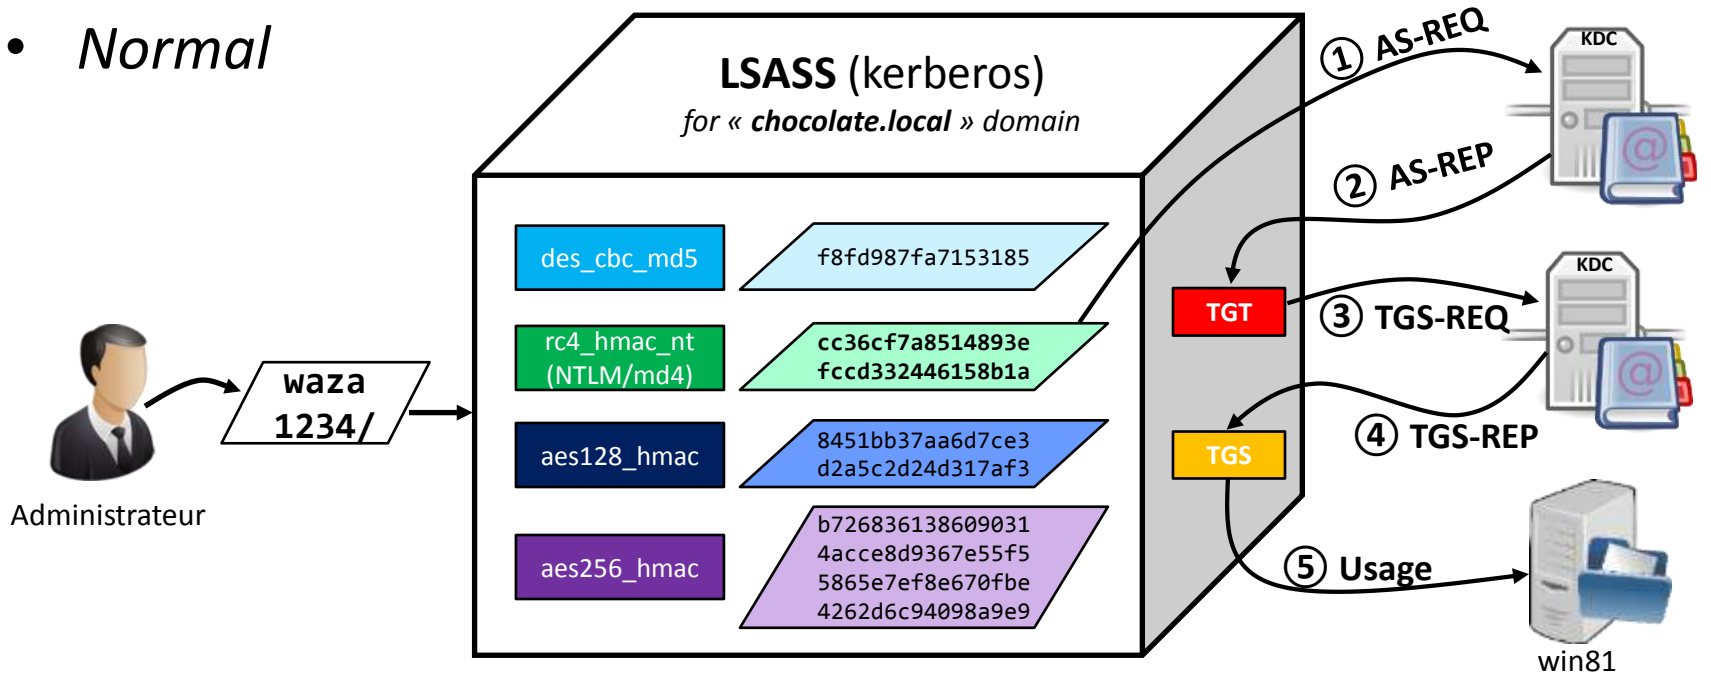 • Normal
LSASS (kerberos)
for « chocolate.local » domain
① AS-REQ
KDC
② AS-REP
des_cbc_md5
f8fd987fa7153185
KDC
TGT
③ TGS-REQ
rc4_hmac_nt
(NTLM/md4)
cc36cf7a8514893e
fccd332446158b1a
waza
1234/
④ TGS-REP
TGS
aes128_hmac
8451bb37aa6d7ce3
d2a5c2d24d317af3
Administrateur
aes256_hmac
b726836138609031
4acce8d9367e55f5
5865e7ef8e670fbe
4262d6c94098a9e9
⑤ Usage
win81
@
@